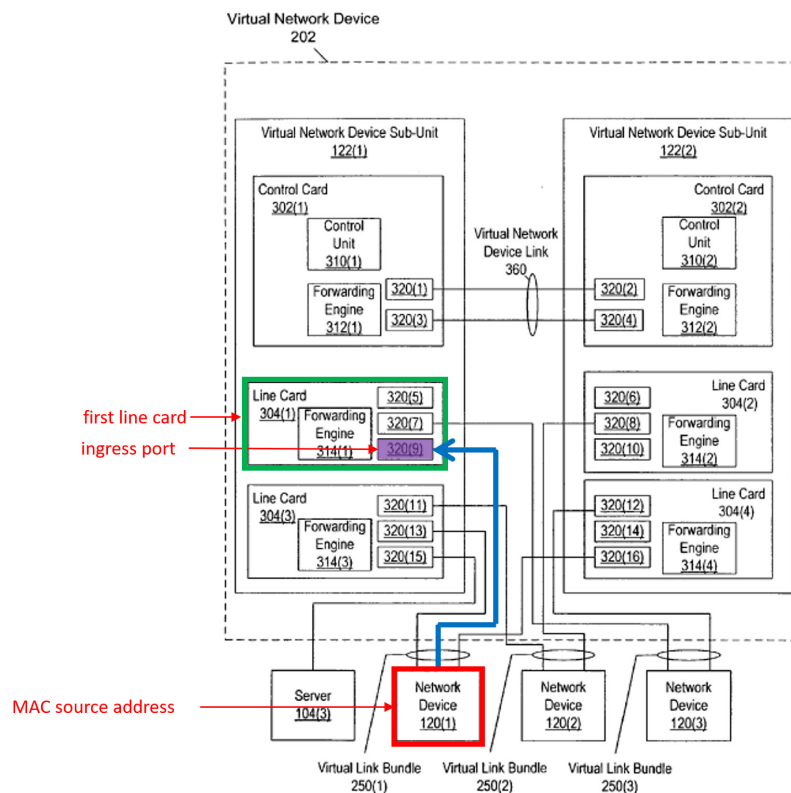 Virtual Network Device
202
Virtual Network Device Sub-Unit
122(1)
Control Card
302(1)
Control
Unit
310(1)
Forwarding
Engine
312(1)
320(1)
320(3)
Virtual Network
Device Link
360
Virtual Network Device Sub-Unit
122(2)
Control Card
302(2)
Control
Unit
310(2)
320(2)
320(4)
Forwarding
Engine
312(2)
first line card
ingress port
Line Card
304(1)
Forwarding
Engine
314(1)
320(5)
320(7)
320(9)
Line Card
304(2)
320(6)
320(8)
320(10)
Forwarding
Engine
314(2)
Line Card
304(3)
Forwarding
Engine
314(3)
320(11)
320(13)
320(15)
Line Card
304(4)
320(12)
320(14)
320(16)
Forwarding
Engine
314(4)
MAC source address
Server
104(3)
Network
Device
120(1)
Network
Device
120(2)
Network
Device
120(3)
Virtual Link Bundle
250(1)
Virtual Link Bundle
250(2)
Virtual Link Bundle
250(3)